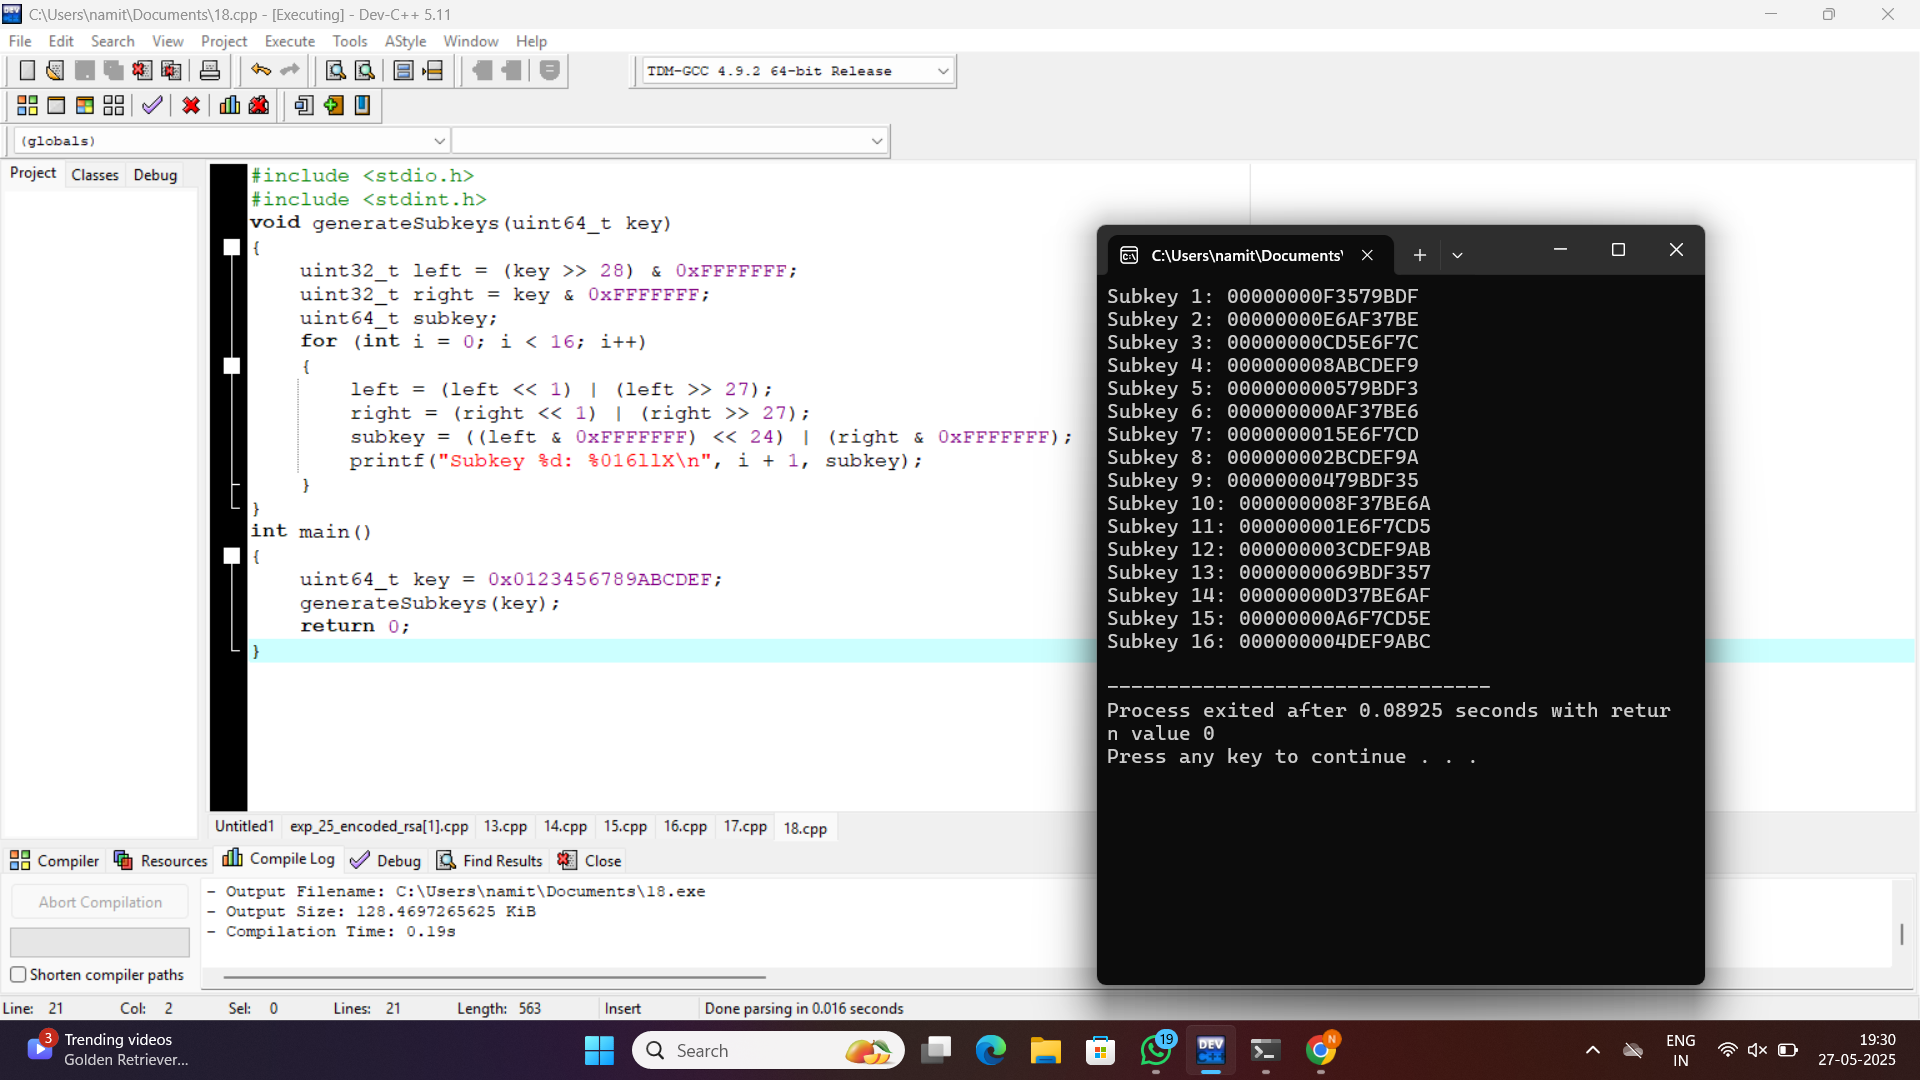 C:\Users\namit\Documents\18.cpp - [Executing] - Dev-C++ 5.11
File Edit Search View Project Execute Tools AStyle Window Help
TDM-GCC 4.9.2 64-bit Release
(globals)
Project Classes Debug
#include <stdio.h>
#include <stdint.h>
void generateSubkeys(uint64_t key)
{
    uint32_t left = (key >> 28) & 0xFFFFFFF;
    uint32_t right = key & 0xFFFFFFF;
    uint64_t subkey;
    for (int i = 0; i < 16; i++)
    {
        left = (left << 1) | (left >> 27);
        right = (right << 1) | (right >> 27);
        subkey = ((left & 0xFFFFFFF) << 24) | (right & 0xFFFFFFF);
        printf("Subkey %d: %016llX\n", i + 1, subkey);
    }
}
int main()
{
    uint64_t key = 0x0123456789ABCDEF;
    generateSubkeys(key);
    return 0;
}
C:\Users\namit\Documents\
Subkey 1: 00000000F3579BDF
Subkey 2: 00000000E6AF37BE
Subkey 3: 00000000CD5E6F7C
Subkey 4: 000000008ABCDEF9
Subkey 5: 000000000579BDF3
Subkey 6: 000000000AF37BE6
Subkey 7: 0000000015E6F7CD
Subkey 8: 000000002BCDEF9A
Subkey 9: 00000000479BDF35
Subkey 10: 000000008F37BE6A
Subkey 11: 000000001E6F7CD5
Subkey 12: 000000003CDEF9AB
Subkey 13: 0000000069BDF357
Subkey 14: 00000000D37BE6AF
Subkey 15: 00000000A6F7CD5E
Subkey 16: 000000004DEF9ABC
--------------------------------
Process exited after 0.08925 seconds with retur
n value 0
Press any key to continue . . .
Untitled1 exp_25_encoded_rsa[1].cpp 13.cpp 14.cpp 15.cpp 16.cpp 17.cpp 18.cpp
Compiler Resources Compile Log Debug Find Results Close
Abort Compilation
Shorten compiler paths
- Output Filename: C:\Users\namit\Documents\18.exe
- Output Size: 128.4697265625 KiB
- Compilation Time: 0.19s
Line: 21 Col: 2 Sel: 0 Lines: 21 Length: 563 Insert Done parsing in 0.016 seconds
3
Trending videos
Golden Retriever...
Search
19
DEV
N
ENG
IN
19:30
27-05-2025